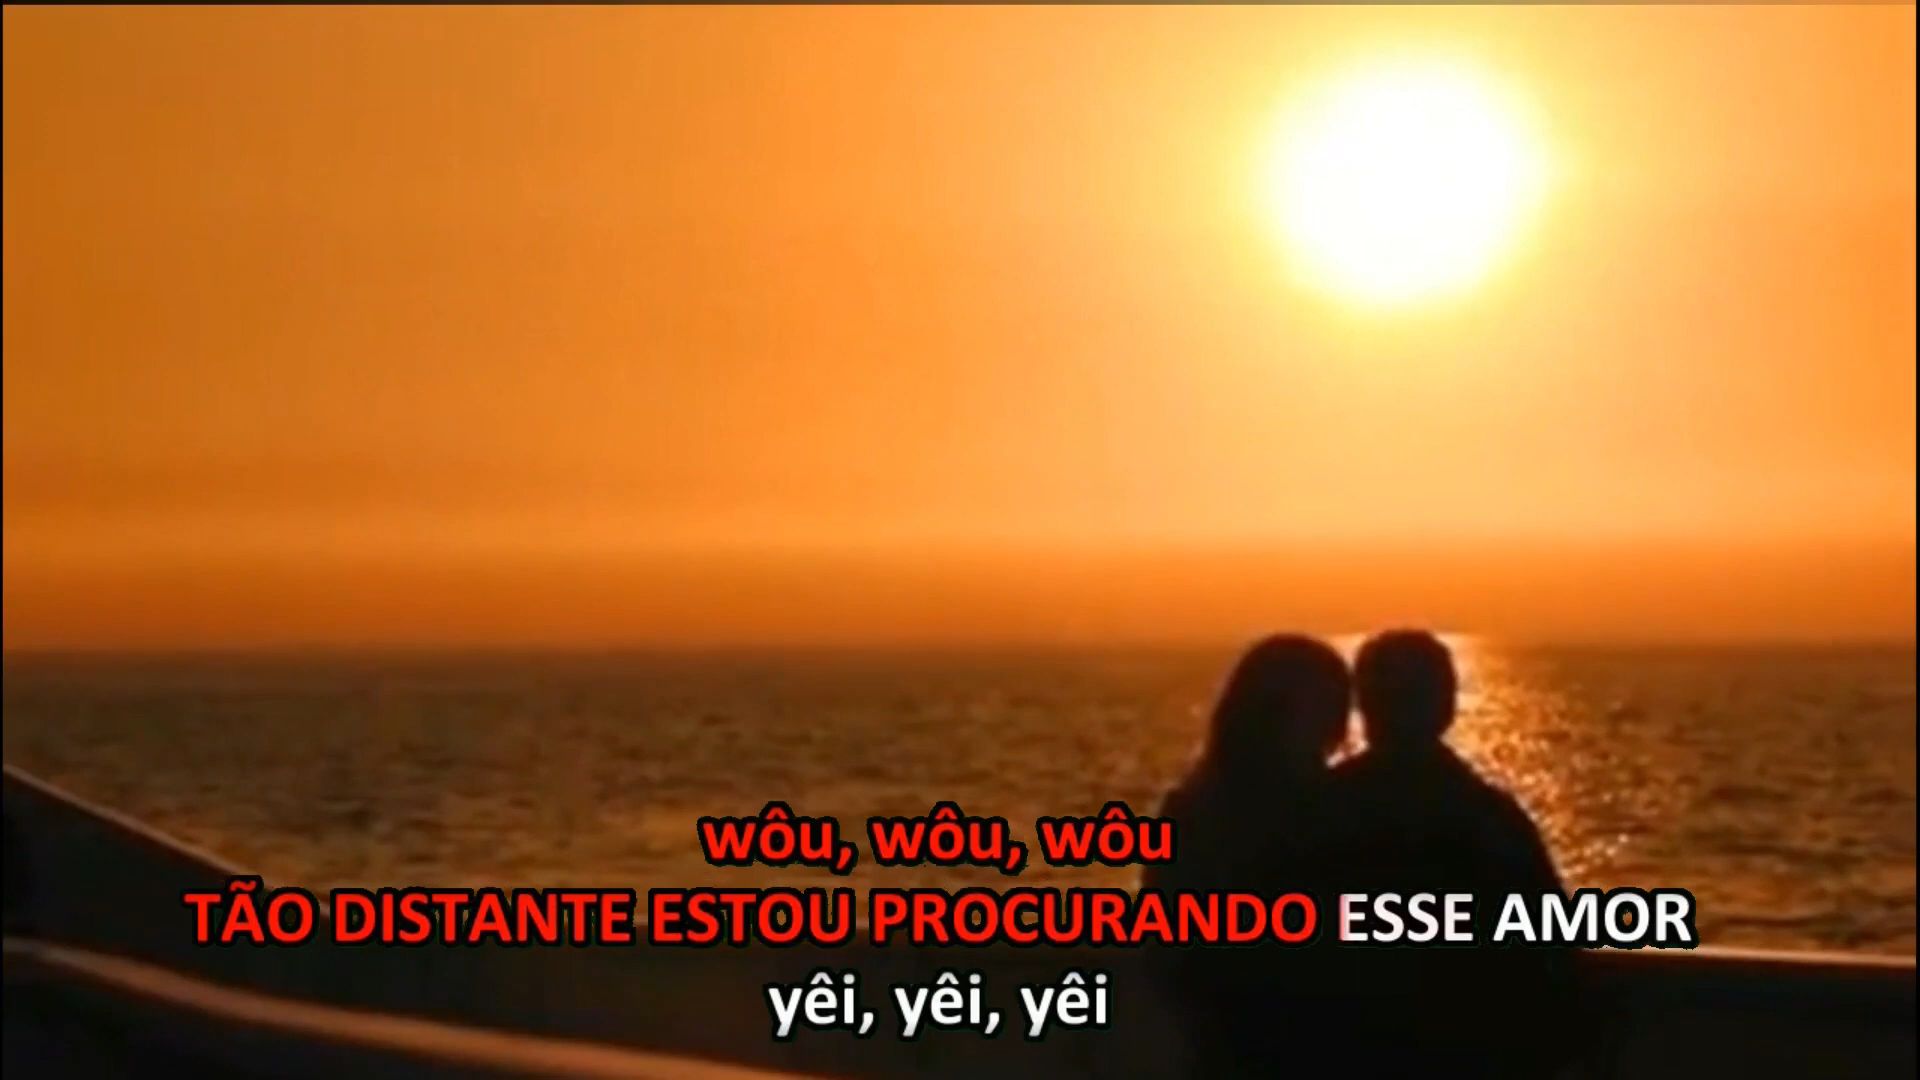 wôu, wôu, wôu
TÃO DISTANTE ESTOU PROCURANDO ESSE AMOR
yêi, yêi, yêi